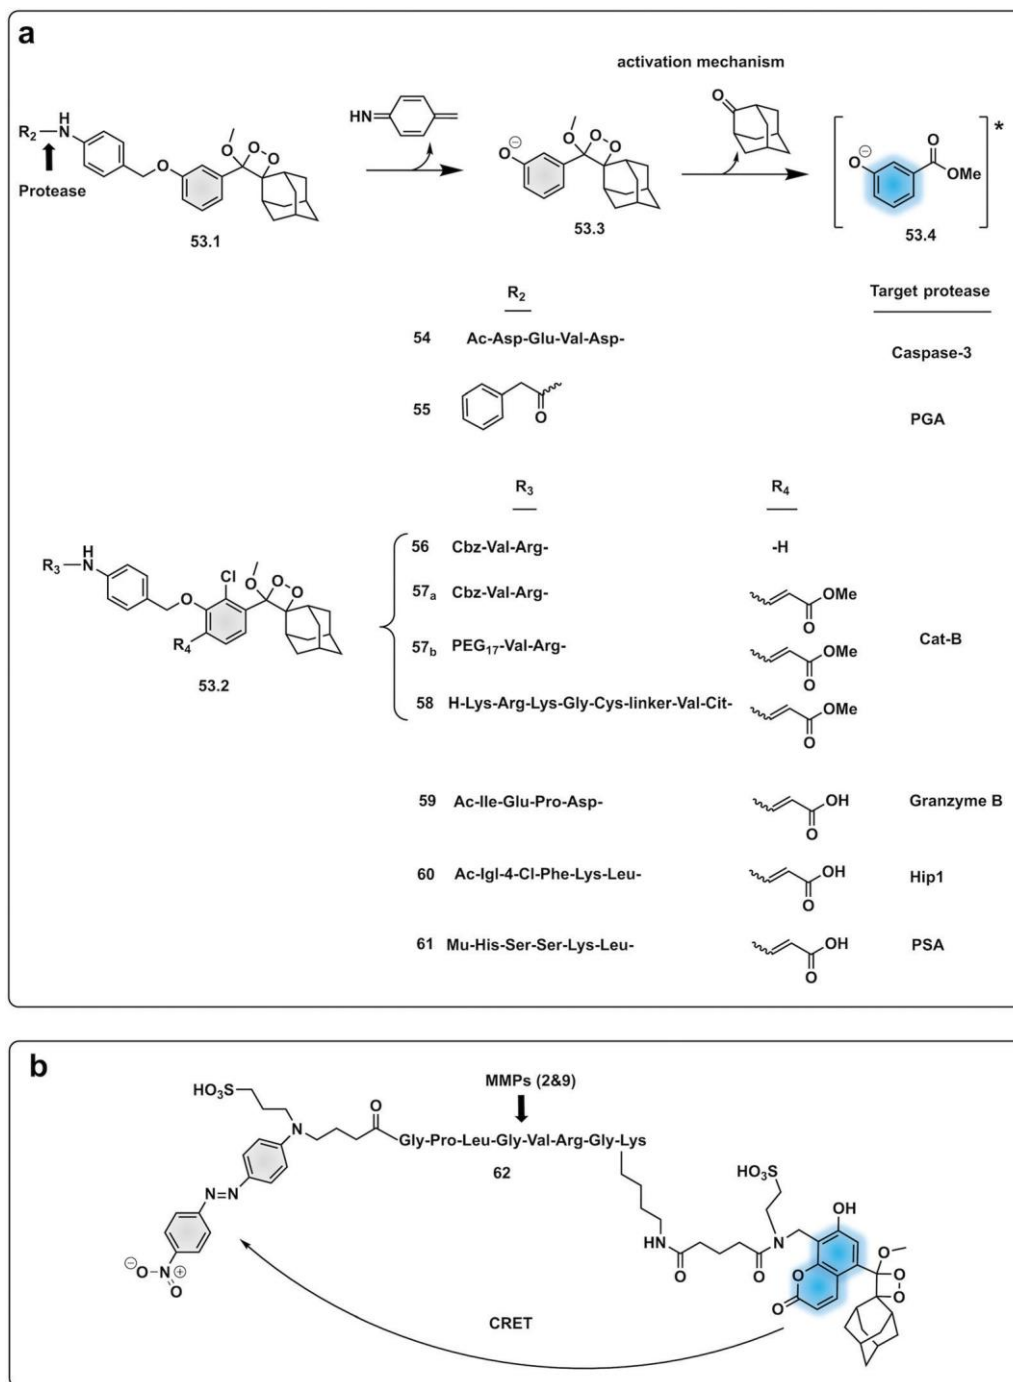 a
activation mechanism
H
R2 N
Protease
O
O
O O
53.1
HN
⊖
O
O
O O
53.3
O
*
⊖
O
O
OMe
53.4
R2
Target protease
54 Ac-Asp-Glu-Val-Asp-
Caspase-3
55
O
PGA
R3 R4
56 Cbz-Val-Arg- -H
57a Cbz-Val-Arg- OMe
O
57b PEG17-Val-Arg- OMe
O
Cat-B
58 H-Lys-Arg-Lys-Gly-Cys-linker-Val-Cit- OMe
O
H
R3 N
Cl
O
O
O O
R4
53.2
59 Ac-Ile-Glu-Pro-Asp- OH Granzyme B
O
60 Ac-Igl-4-Cl-Phe-Lys-Leu- OH Hip1
O
61 Mu-His-Ser-Ser-Lys-Leu- OH PSA
O
b
MMPs (2&9)
HO3S
O
N
Gly-Pro-Leu-Gly-Val-Arg-Gly-Lys
62
N=N
HO3S
OH
HN
N
O
O
O
O
O
O
O
⊖O N ⊕
O
CRET